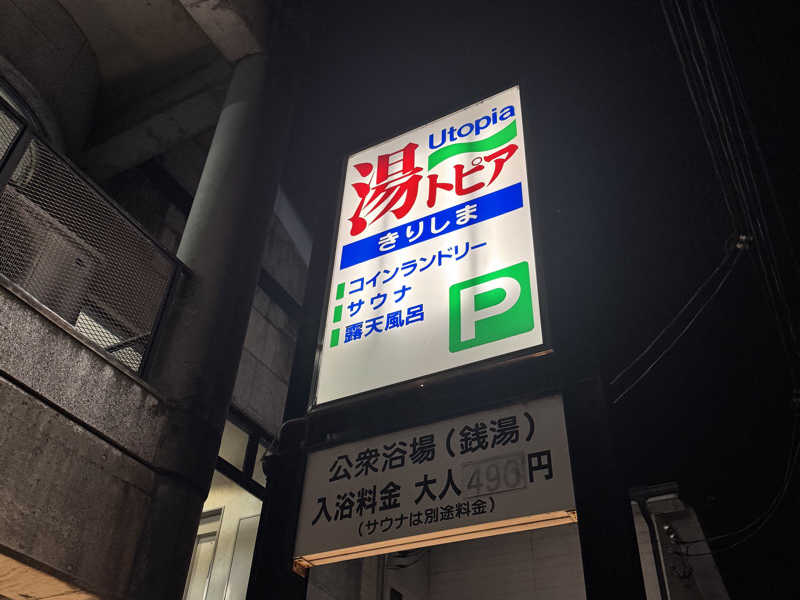 Utopia
湯トピア
きりしま
コインランドリー
サウナ
露天風呂
P
公衆浴場(銭湯)
入浴料金 大人490円
(サウナは別途料金)